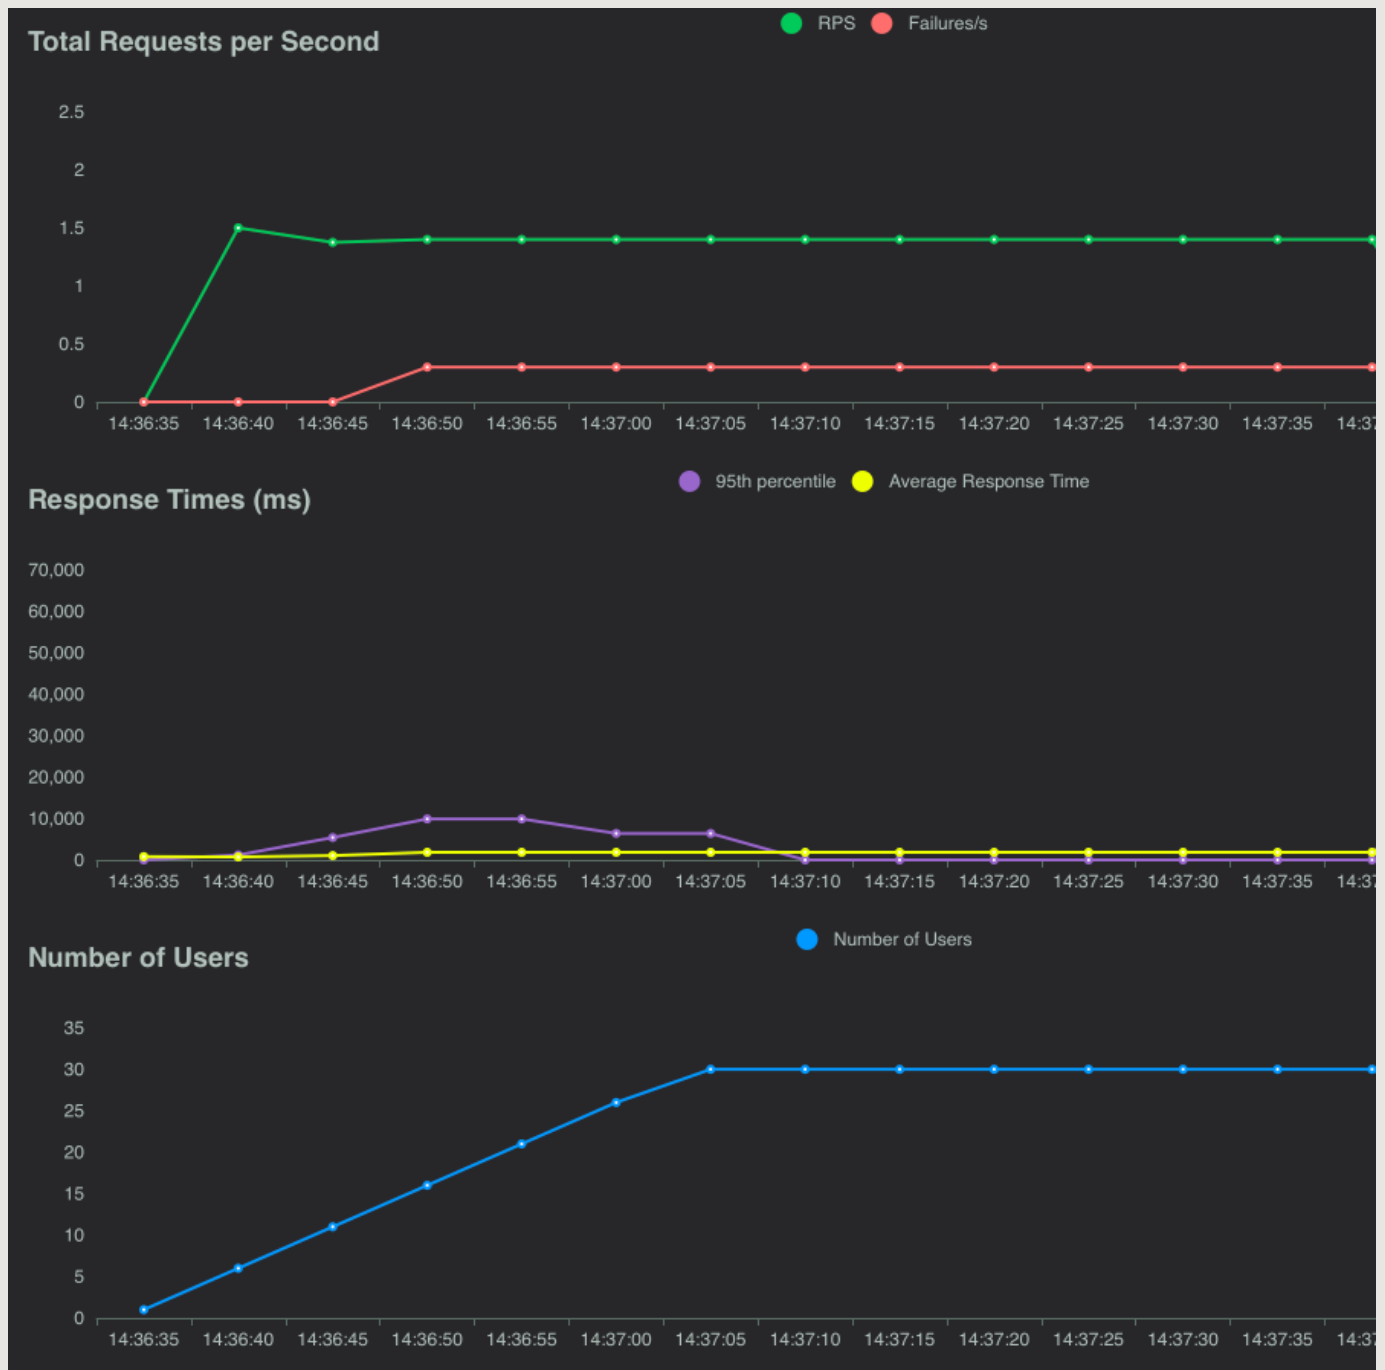 RPS Failures/s
Total Requests per Second
2.5
2
1.5
1
0.5
0
14:36:35 14:36:40 14:36:45 14:36:50 14:36:55 14:37:00 14:37:05 14:37:10 14:37:15 14:37:20 14:37:25 14:37:30 14:37:35 14:37
95th percentile Average Response Time
Response Times (ms)
70,000
60,000
50,000
40,000
30,000
20,000
10,000
0
14:36:35 14:36:40 14:36:45 14:36:50 14:36:55 14:37:00 14:37:05 14:37:10 14:37:15 14:37:20 14:37:25 14:37:30 14:37:35 14:37
Number of Users
Number of Users
35
30
25
20
15
10
5
0
14:36:35 14:36:40 14:36:45 14:36:50 14:36:55 14:37:00 14:37:05 14:37:10 14:37:15 14:37:20 14:37:25 14:37:30 14:37:35 14:37